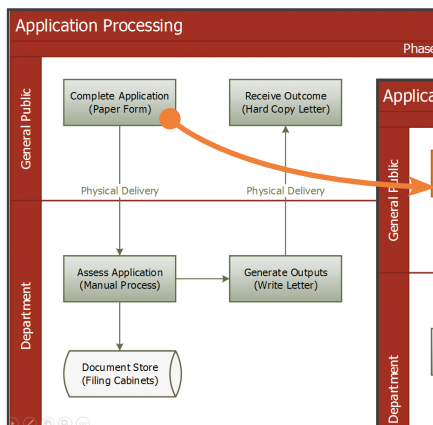 Application Processing
Phase
General Public
Complete Application
(Paper Form)
Receive Outcome
(Hard Copy Letter)
Physical Delivery
Physical Delivery
Department
Assess Application
(Manual Process)
Generate Outputs
(Write Letter)
Document Store
(Filing Cabinets)
Applica
General Public
Department